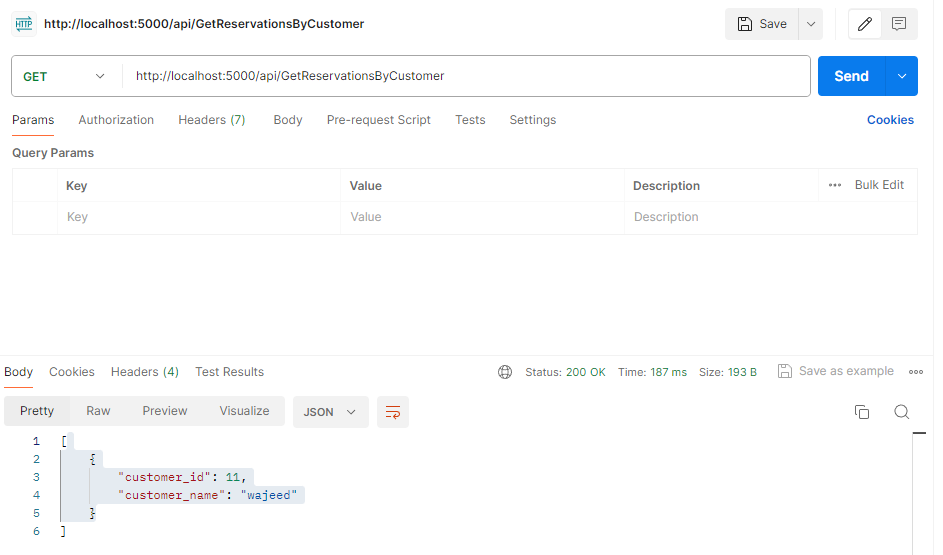 HTTP http://localhost:5000/api/GetReservationsByCustomer Save
GET http://localhost:5000/api/GetReservationsByCustomer Send
Params Authorization Headers (7) Body Pre-request Script Tests Settings Cookies
Query Params
Key Value Description Bulk Edit
Key Value Description
Body Cookies Headers (4) Test Results Status: 200 OK Time: 187 ms Size: 193 B Save as example
Pretty Raw Preview Visualize JSON
1 [
2 {
3 "customer_id": 11,
4 "customer_name": "wajeed"
5 }
6 ]